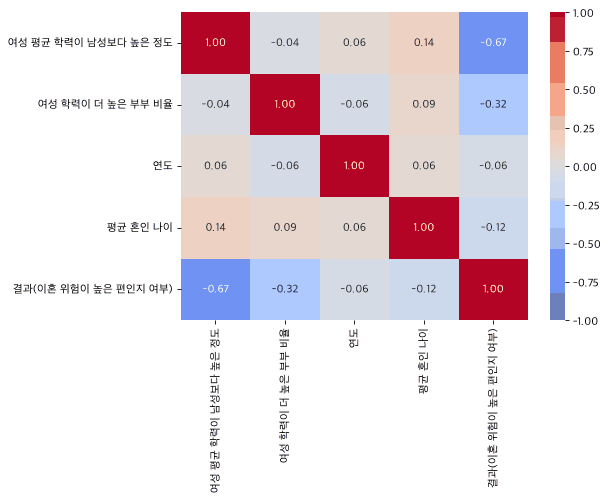 여성 평균 학력이 남성보다 높은 정도 1.00 -0.04 0.06 0.14 -0.67
여성 학력이 더 높은 부부 비율 -0.04 1.00 -0.06 0.09 -0.32
연도 0.06 -0.06 1.00 0.06 -0.06
평균 혼인 나이 0.14 0.09 0.06 1.00 -0.12
결과(이혼 위험이 높은 편인지 여부) -0.67 -0.32 -0.06 -0.12 1.00
여성 평균 학력이 남성보다 높은 정도
여성 학력이 더 높은 부부 비율
연도
평균 혼인 나이
결과(이혼 위험이 높은 편인지 여부)
1.00
0.75
0.50
0.25
0.00
-0.25
-0.50
-0.75
-1.00